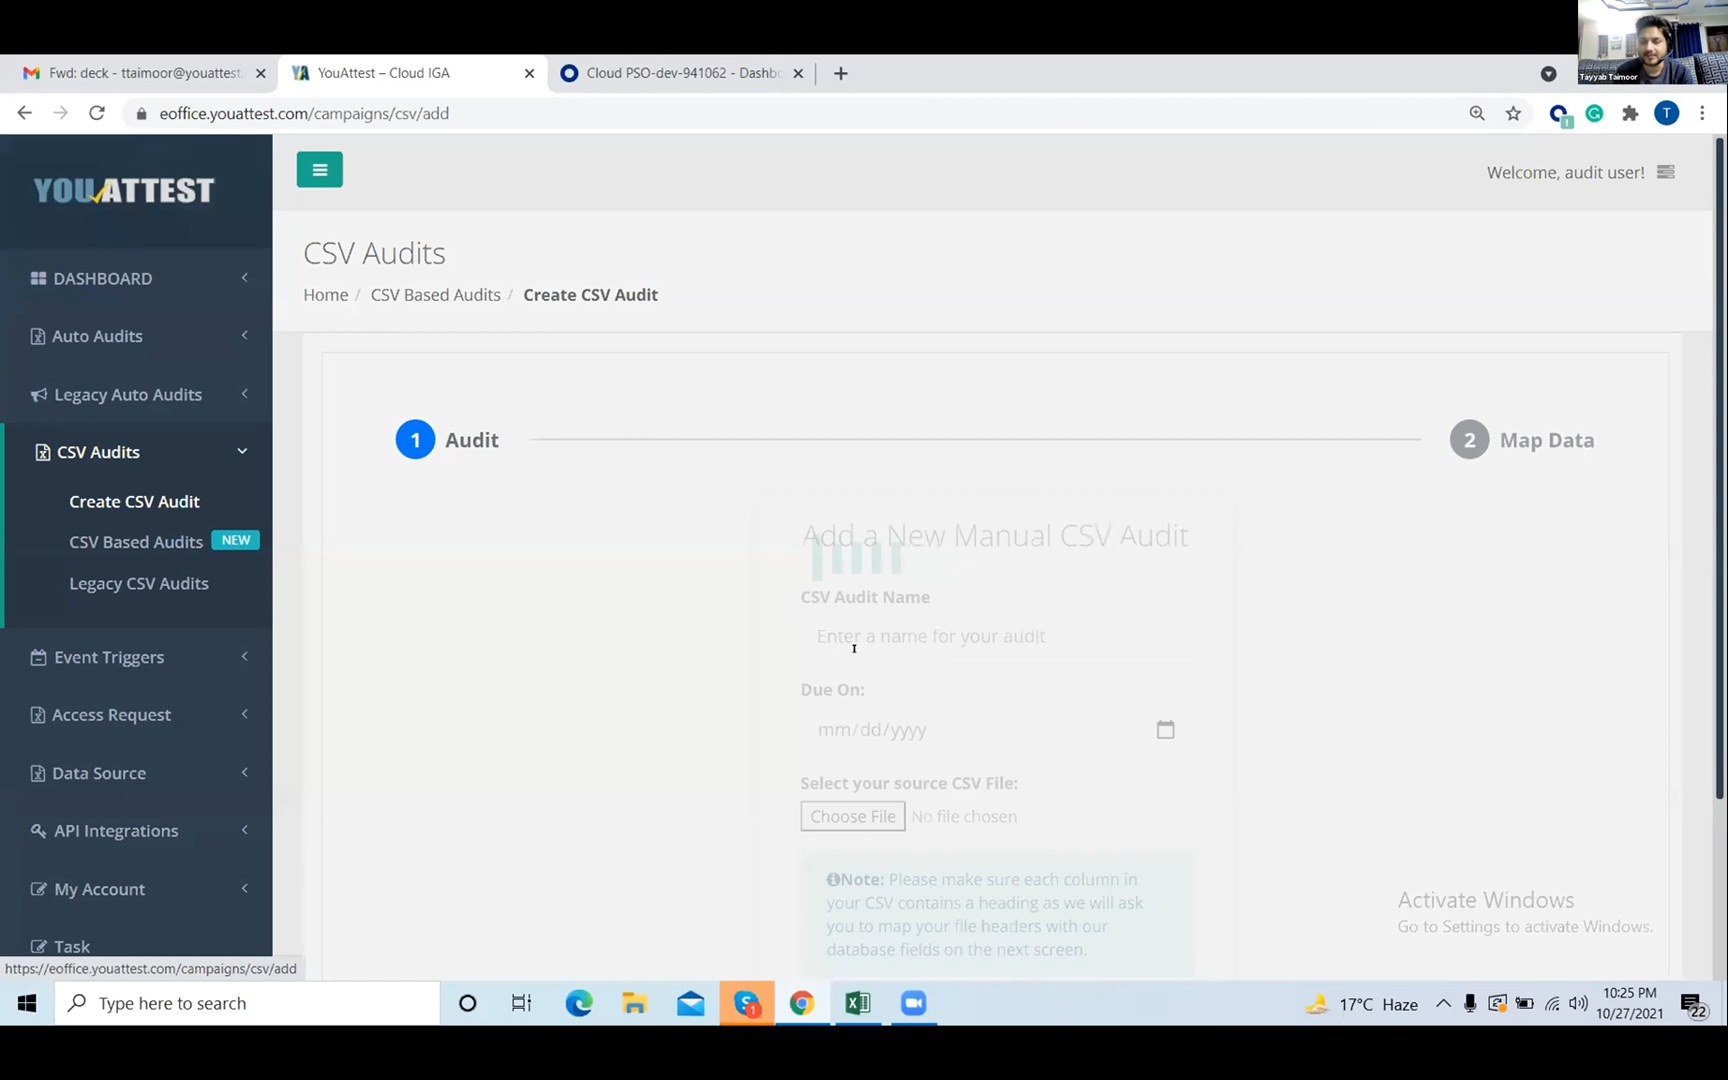 Tayyab Taimoor
Fwd: deck - ttaimoor@youattest.
YouAttest – Cloud IGA
Cloud PSO-dev-941062 - Dashbo
eoffice.youattest.com/campaigns/csv/add
T
YOUATTEST
Welcome, audit user!
DASHBOARD
Auto Audits
Legacy Auto Audits
CSV Audits
Create CSV Audit
CSV Based Audits NEW
Legacy CSV Audits
Event Triggers
Access Request
Data Source
API Integrations
My Account
Task
CSV Audits
Home / CSV Based Audits / Create CSV Audit
1 Audit
2 Map Data
Add a New Manual CSV Audit
CSV Audit Name
Enter a name for your audit
Due On:
mm/dd/yyyy
Select your source CSV File:
Choose File No file chosen
Note: Please make sure each column in
your CSV contains a heading as we will ask
you to map your file headers with our
database fields on the next screen.
Activate Windows
Go to Settings to activate Windows.
https://eoffice.youattest.com/campaigns/csv/add
Type here to search
17°C Haze
10:25 PM
10/27/2021
22